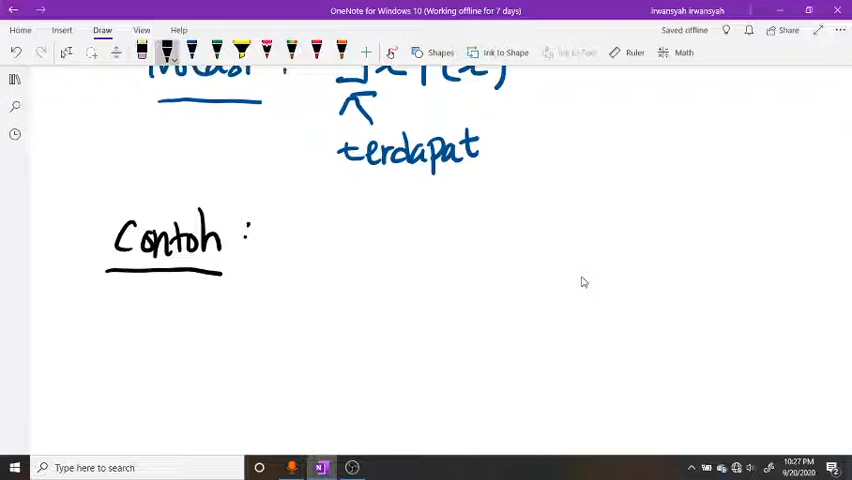 OneNote for Windows 10 (Working offline for 7 days)
irwansyah irwansyah
Home Insert Draw View Help
Saved offline Share
Shapes Ink to Shape Ink to Text Ruler Math
Notasi : ∃x P(x)
terdapat
Contoh :
Type here to search
10:27 PM
9/20/2020
2